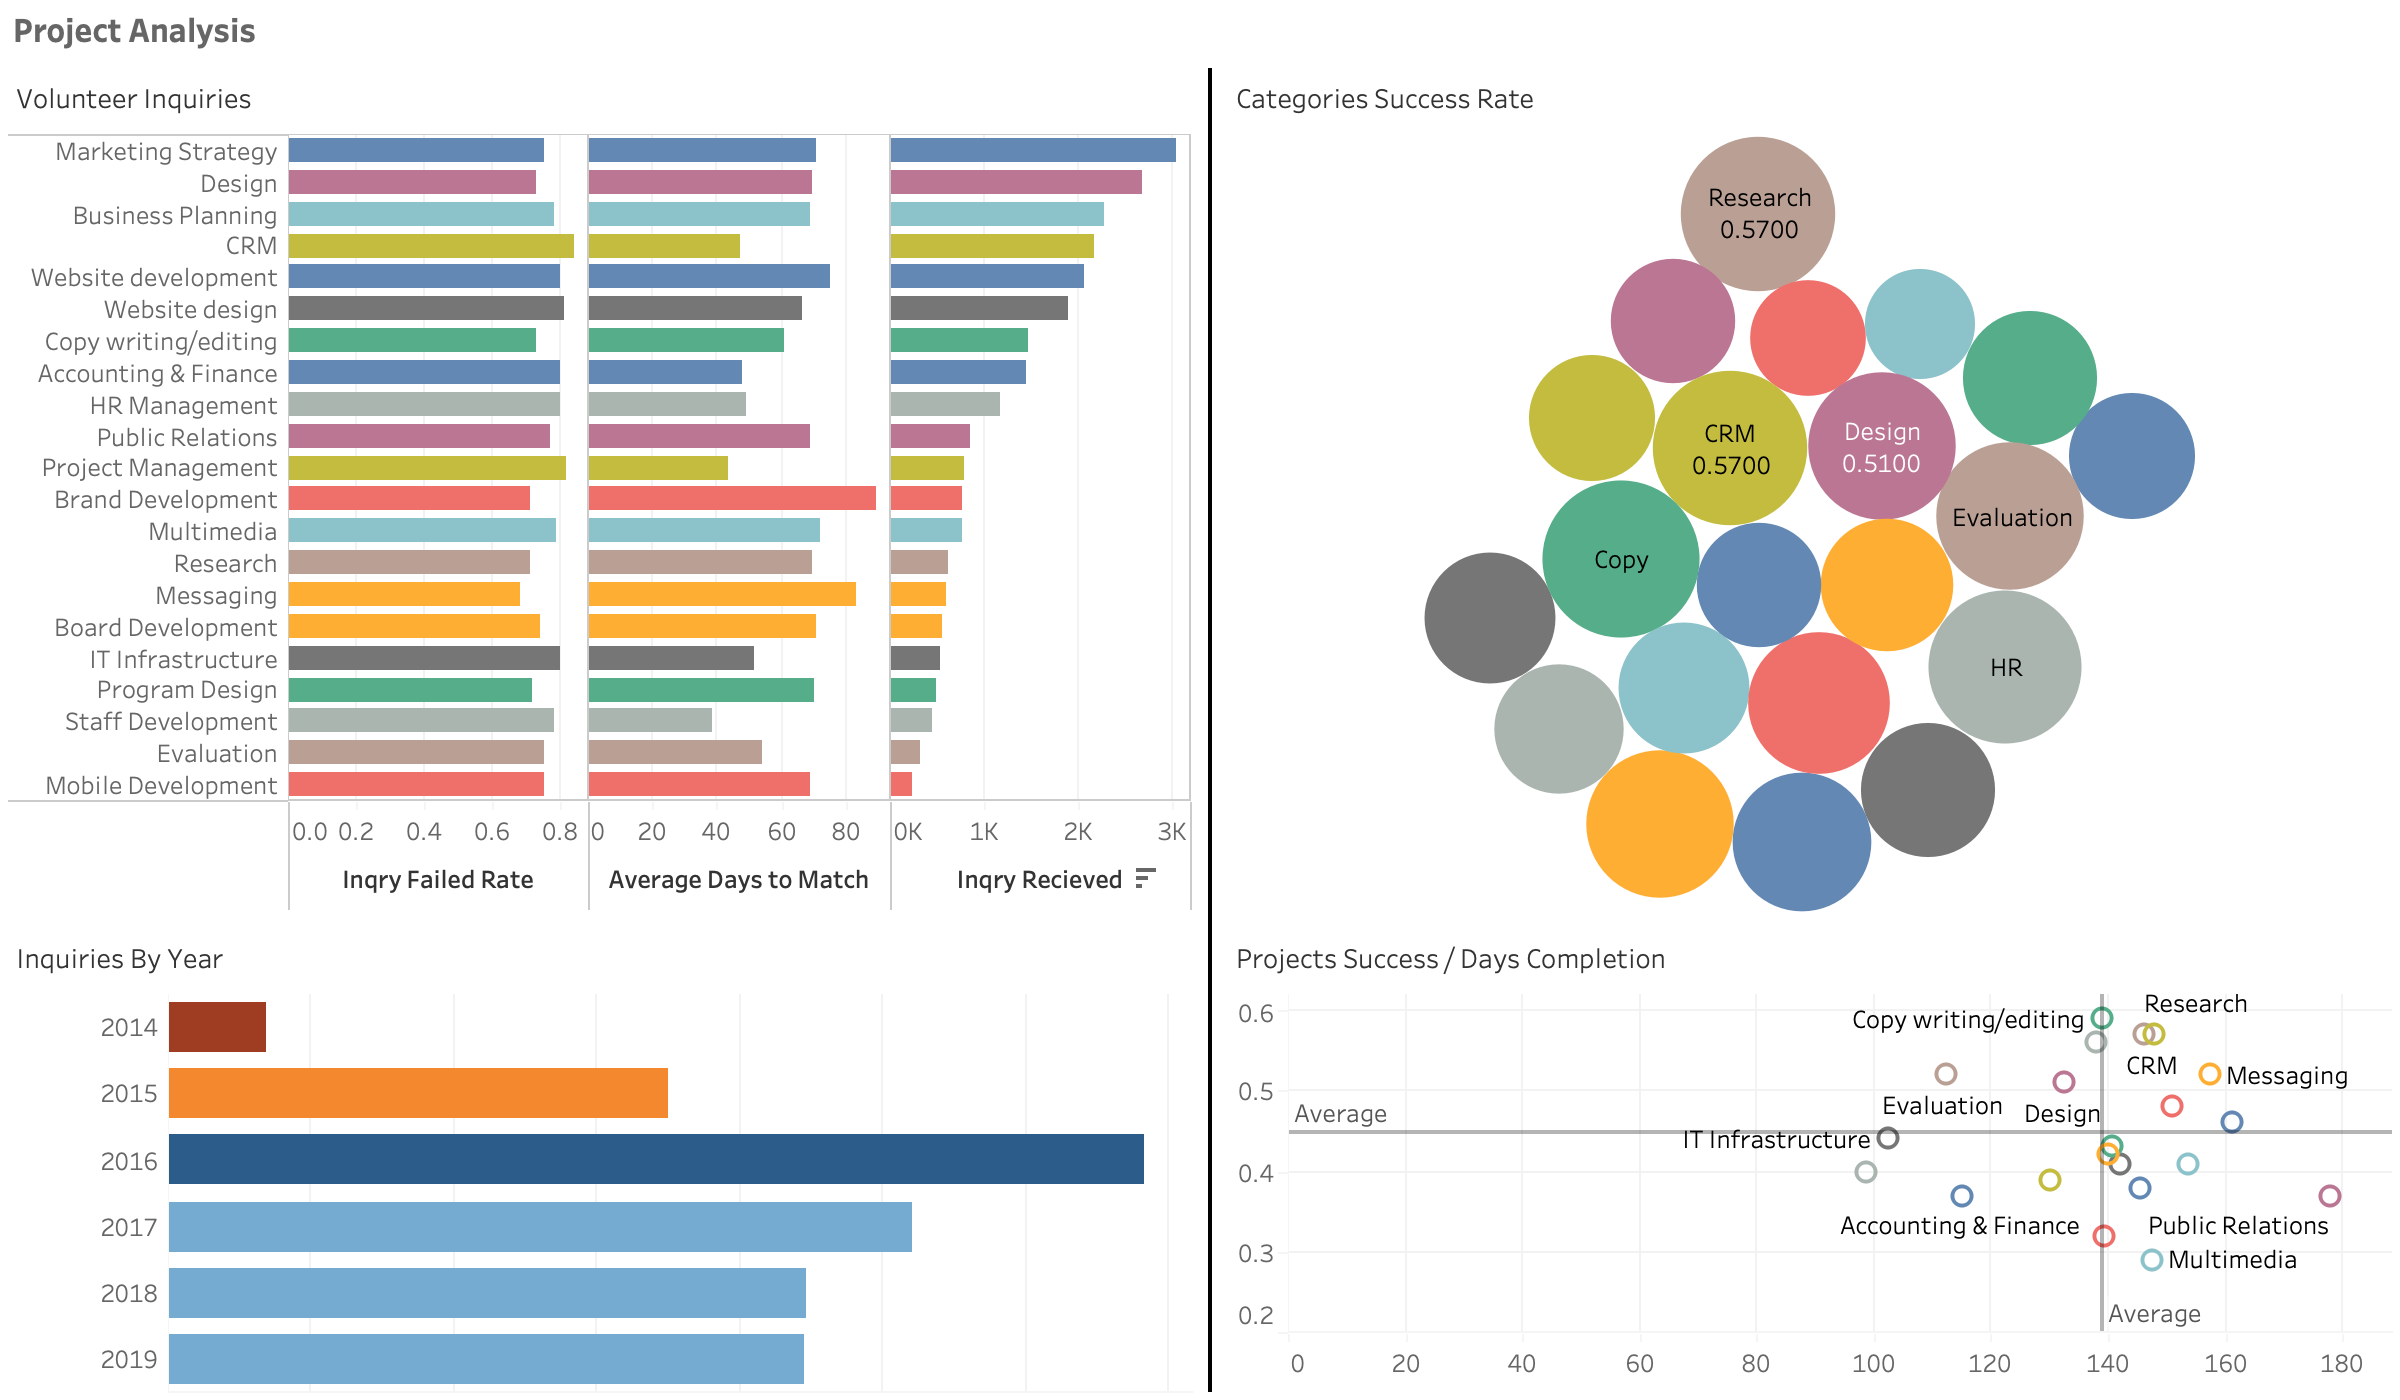 Project Analysis
Volunteer Inquiries
Marketing Strategy
Design
Business Planning
CRM
Website development
Website design
Copy writing/editing
Accounting & Finance
HR Management
Public Relations
Project Management
Brand Development
Multimedia
Research
Messaging
Board Development
IT Infrastructure
Program Design
Staff Development
Evaluation
Mobile Development
0.0 0.2 0.4 0.6 0.8
0 20 40 60 80
0K 1K 2K 3K
Inqry Failed Rate
Average Days to Match
Inqry Recieved
Categories Success Rate
Research
0.5700
CRM
0.5700
Design
0.5100
Evaluation
Copy
HR
Inquiries By Year
2014
2015
2016
2017
2018
2019
Projects Success / Days Completion
0.6
0.5
0.4
0.3
0.2
Research
Copy writing/editing
CRM
Messaging
Evaluation
Design
Average
IT Infrastructure
Accounting & Finance
Public Relations
Multimedia
Average
0 20 40 60 80 100 120 140 160 180